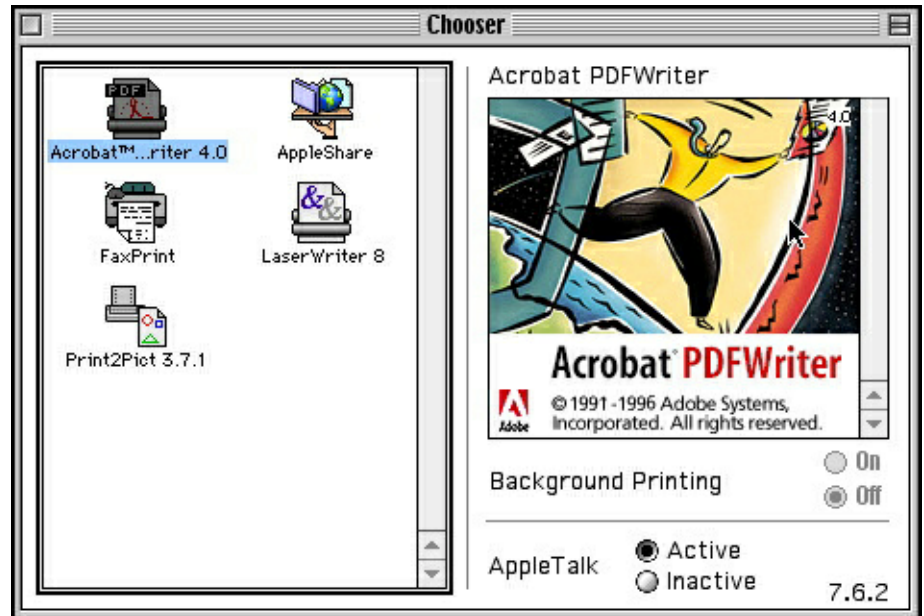 Chooser
PDF
Acrobat™...riter 4.0
AppleShare
FaxPrint
&&
LaserWriter 8
Print2Pict 3.7.1
Acrobat PDFWriter
4.0
Acrobat® PDFWriter
Adobe
© 1991-1996 Adobe Systems,
Incorporated. All rights reserved.
Background Printing
On
Off
AppleTalk
Active
Inactive
7.6.2